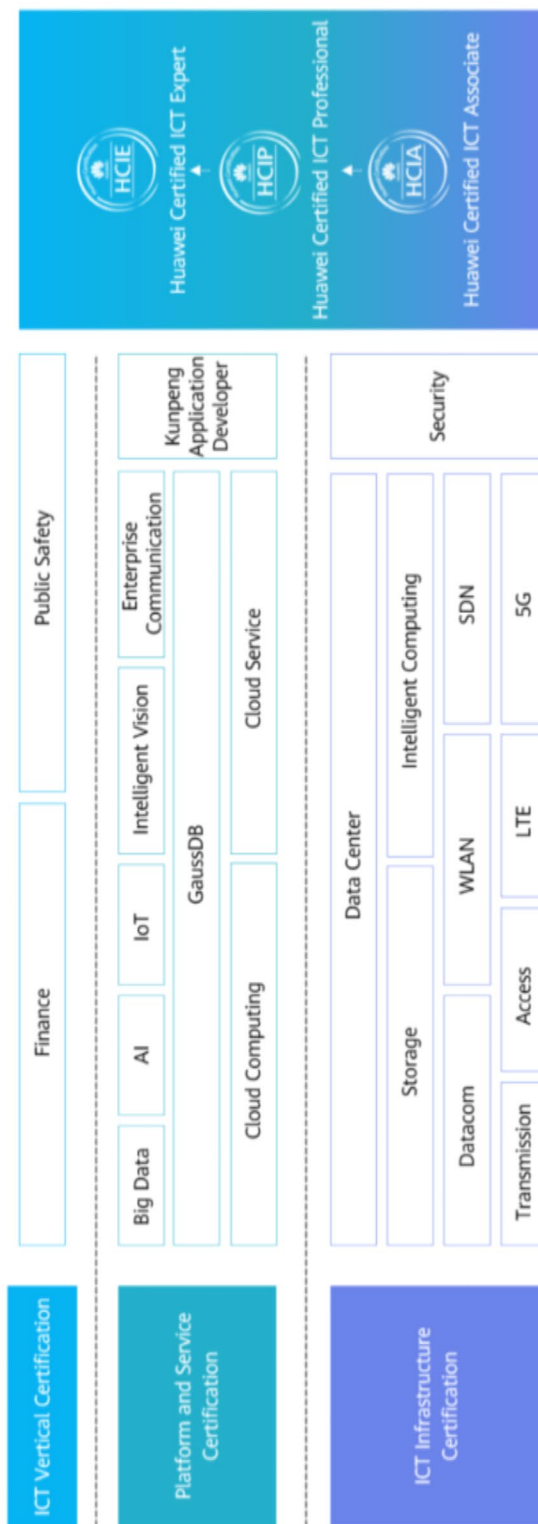 ICT Vertical Certification
Finance
Public Safety
Platform and Service
Certification
Big Data
AI
IoT
Intelligent Vision
Enterprise
Communication
Kunpeng
Application
Developer
GaussDB
Cloud Computing
Cloud Service
ICT Infrastructure
Certification
Data Center
Security
Storage
Intelligent Computing
Datacom
WLAN
SDN
Transmission
Access
LTE
5G
HCIE
Huawei Certified ICT Expert
HCIP
Huawei Certified ICT Professional
HCIA
Huawei Certified ICT Associate